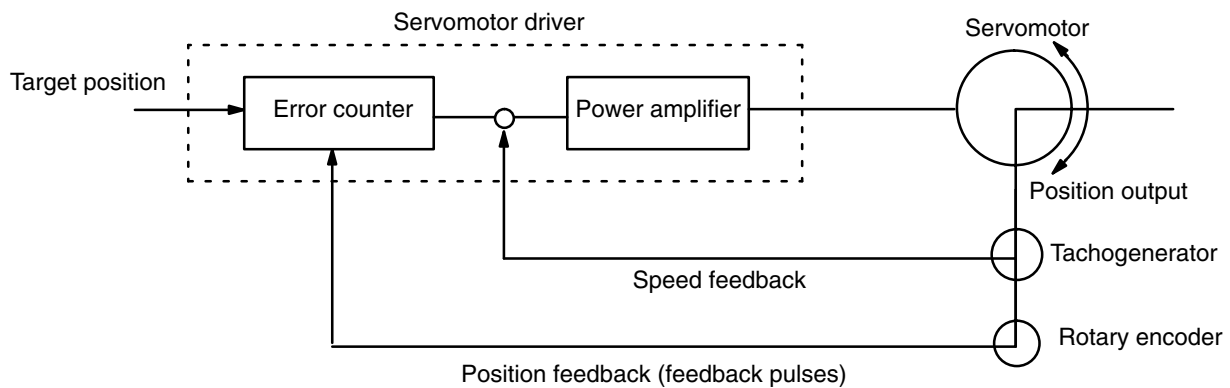 Servomotor driver
Servomotor
Target position
Error counter
Power amplifier
Position output
Tachogenerator
Speed feedback
Rotary encoder
Position feedback (feedback pulses)